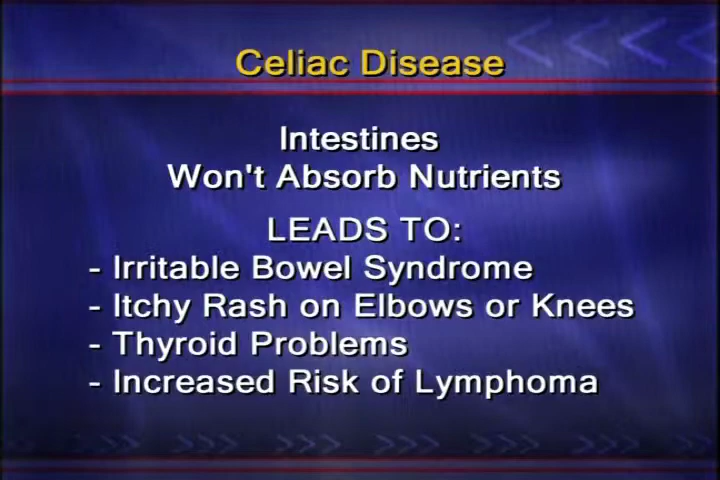 Celiac Disease
Intestines
Won't Absorb Nutrients
LEADS TO:
- Irritable Bowel Syndrome
- Itchy Rash on Elbows or Knees
- Thyroid Problems
- Increased Risk of Lymphoma